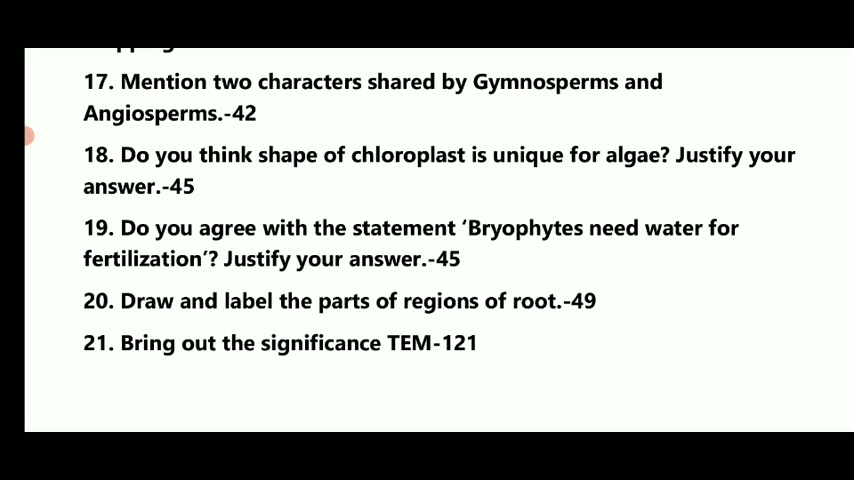 17. Mention two characters shared by Gymnosperms and
Angiosperms.-42
18. Do you think shape of chloroplast is unique for algae? Justify your
answer.-45
19. Do you agree with the statement ‘Bryophytes need water for
fertilization’? Justify your answer.-45
20. Draw and label the parts of regions of root.-49
21. Bring out the significance TEM-121